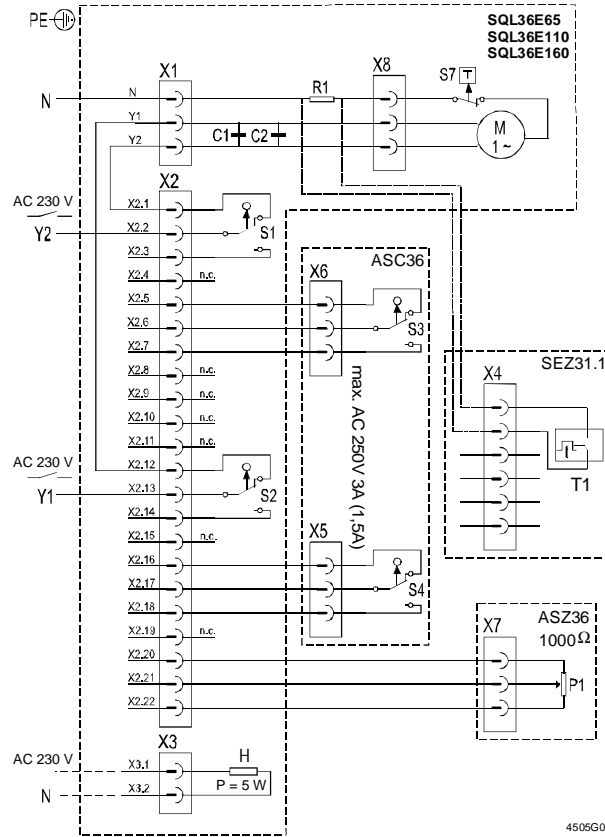 PE
SQL36E65
SQL36E110
SQL36E160
X1
X8
S7
T
N
N
R1
Y1
Y2
C1
C2
M
1 ~
X2
AC 230 V
Y2
X2.1
X2.2
S1
X2.3
X2.4
n.c.
ASC36
X6
X2.5
X2.6
S3
X2.7
X2.8
n.c.
X2.9
n.c.
X2.10
n.c.
X2.11
n.c.
max. AC 250V 3A (1,5A)
SEZ31.1
X4
T1
AC 230 V
Y1
X2.12
X2.13
S2
X2.14
X2.15
n.c.
X5
X2.16
X2.17
S4
X2.18
X2.19
n.c.
ASZ36
1000Ω
X7
X2.20
X2.21
P1
X2.22
X3
AC 230 V
X3.1
H
P = 5 W
N
X3.2
4505G0